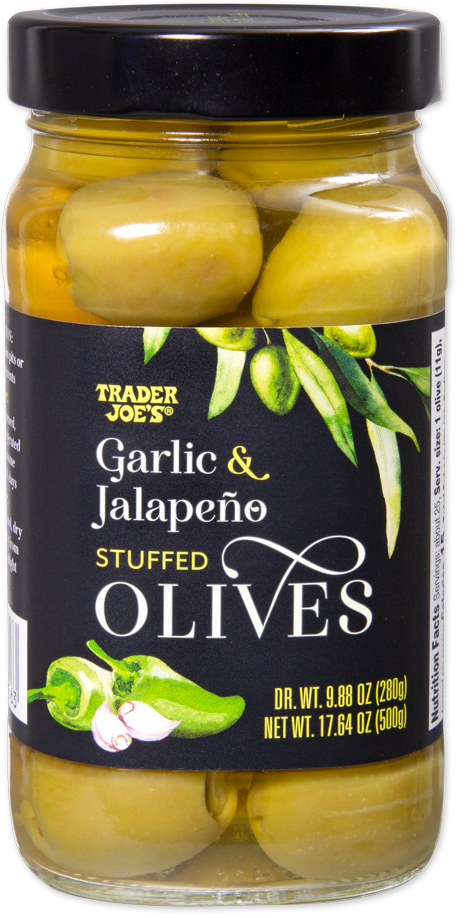 TRADER
JOE'S®
Garlic &
Jalapeño
STUFFED
OLIVES
DR. WT. 9.88 OZ (280g)
NET WT. 17.64 OZ (500g)
Nutrition Facts Servings: about 25, Serv. size: 1 olive (11g),